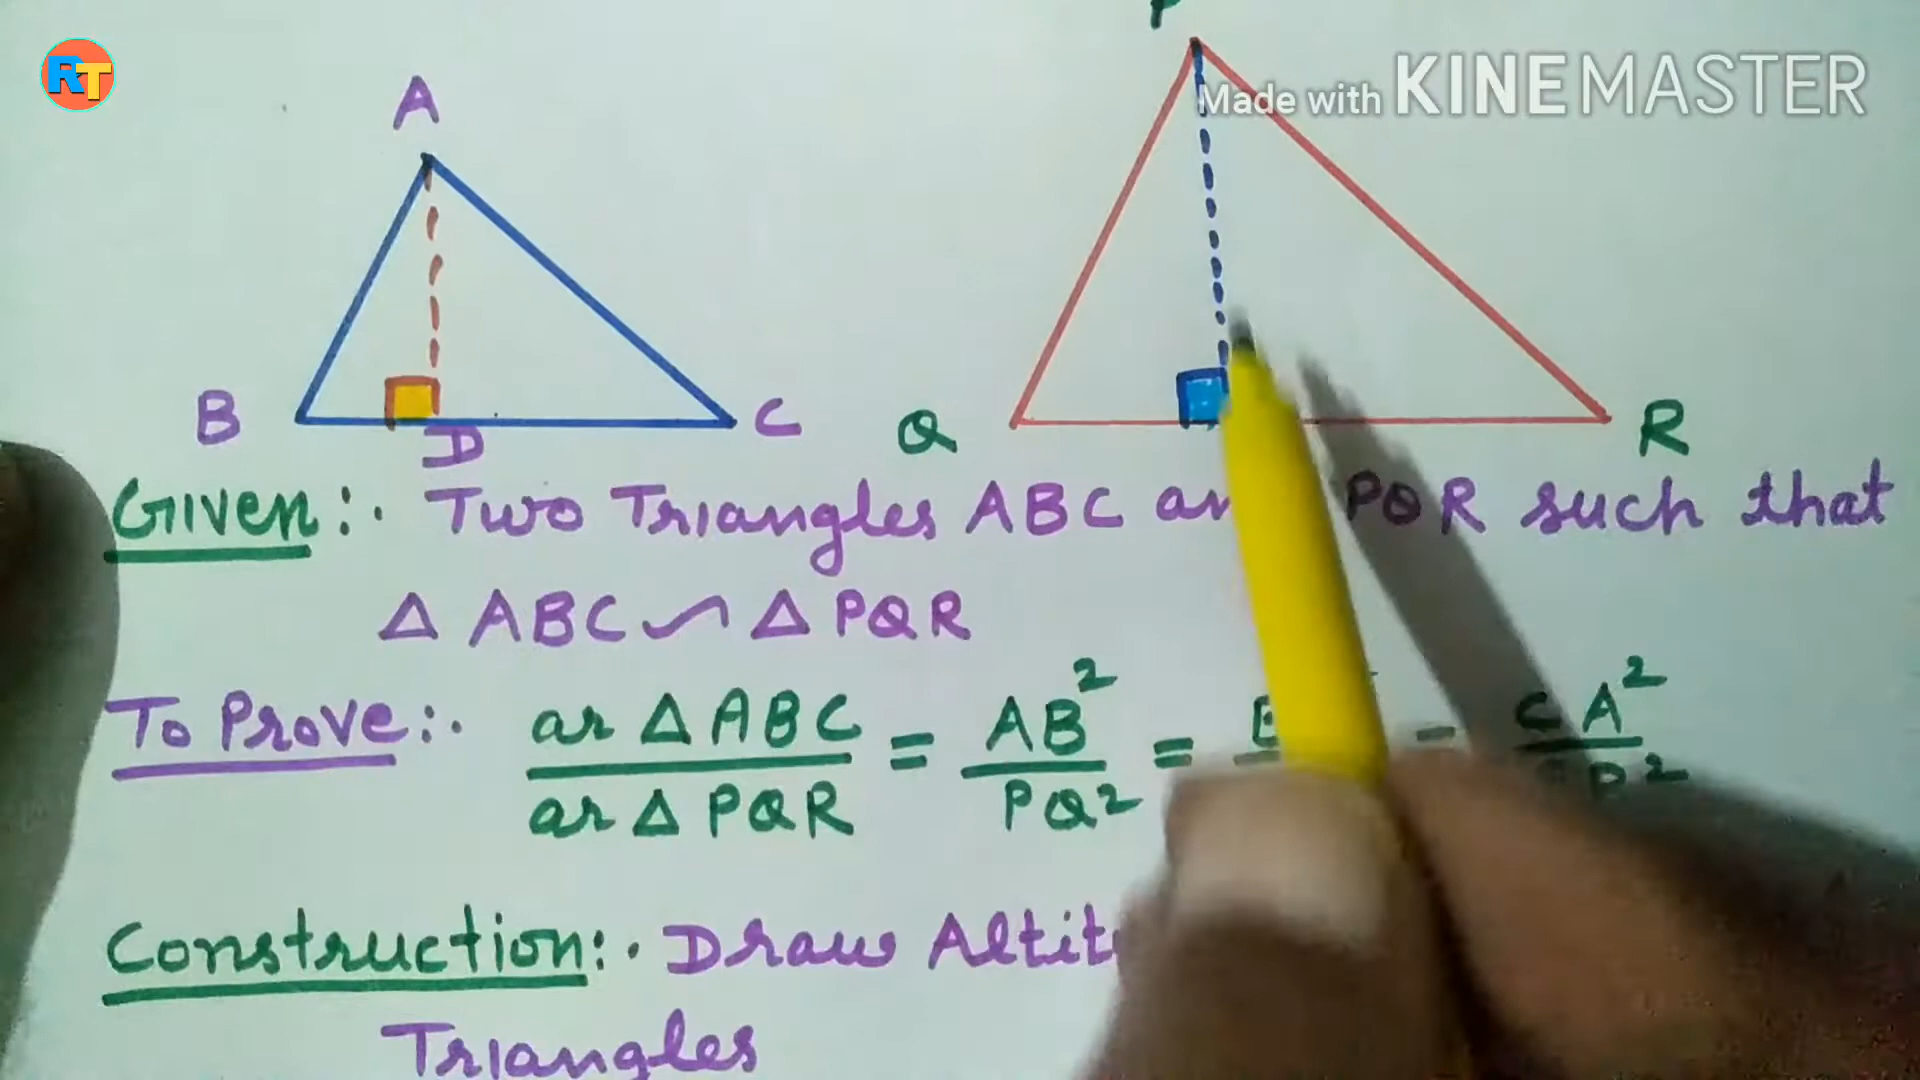 RT
P
Made with KINEMASTER
A
B
D
C
Q
R
Given:. Two Triangles ABC PQR such that
Δ ABC ~ Δ PQR
To Prove:. ar Δ ABC / ar Δ PQR = AB² / PQ² = CA²
Construction:. Draw
Triangles